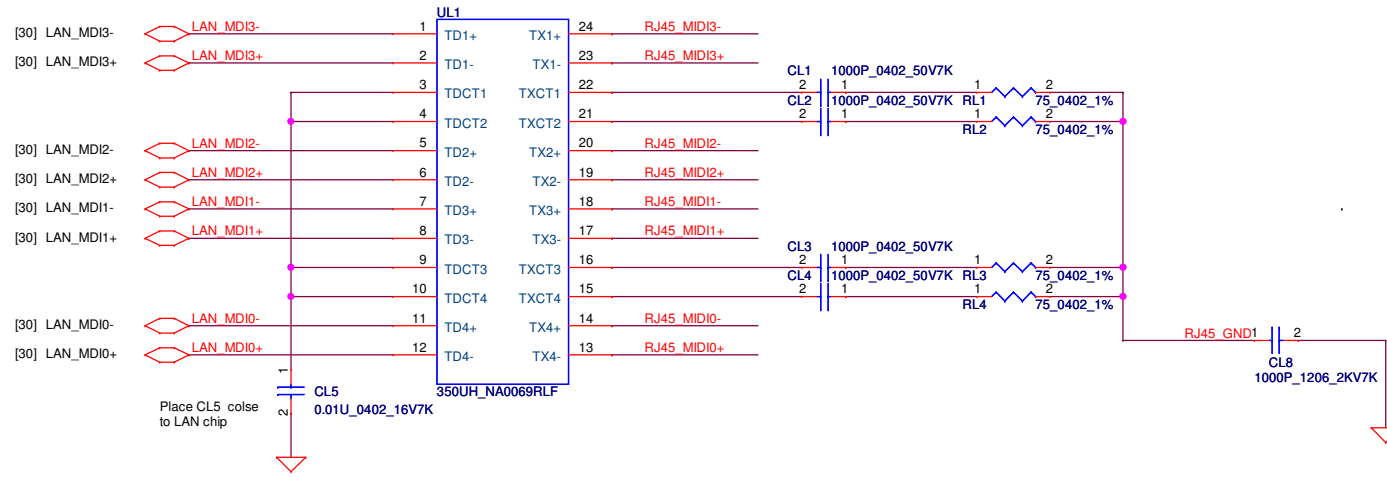 UL1
[30] LAN_MDI3- LAN_MDI3- 1 TD1+ TX1+ 24 RJ45_MIDI3-
[30] LAN_MDI3+ LAN_MDI3+ 2 TD1- TX1- 23 RJ45_MIDI3+
CL1 1000P_0402_50V7K
3 TDCT1 TXCT1 22 2 1 1 2
CL2 1000P_0402_50V7K RL1 75_0402_1%
4 TDCT2 TXCT2 21 2 1 1 2
RL2 75_0402_1%
[30] LAN_MDI2- LAN_MDI2- 5 TD2+ TX2+ 20 RJ45_MIDI2-
[30] LAN_MDI2+ LAN_MDI2+ 6 TD2- TX2- 19 RJ45_MIDI2+
[30] LAN_MDI1- LAN_MDI1- 7 TD3+ TX3+ 18 RJ45_MIDI1-
[30] LAN_MDI1+ LAN_MDI1+ 8 TD3- TX3- 17 RJ45_MIDI1+
CL3 1000P_0402_50V7K
9 TDCT3 TXCT3 16 2 1 1 2
CL4 1000P_0402_50V7K RL3 75_0402_1%
10 TDCT4 TXCT4 15 2 1 1 2
RL4 75_0402_1%
[30] LAN_MDI0- LAN_MDI0- 11 TD4+ TX4+ 14 RJ45_MIDI0-
RJ45_GND 1 2
[30] LAN_MDI0+ LAN_MDI0+ 12 TD4- TX4- 13 RJ45_MIDI0+
CL8
1000P_1206_2KV7K
1
350UH_NA0069RLF
CL5
0.01U_0402_16V7K
2
Place CL5 colse
to LAN chip